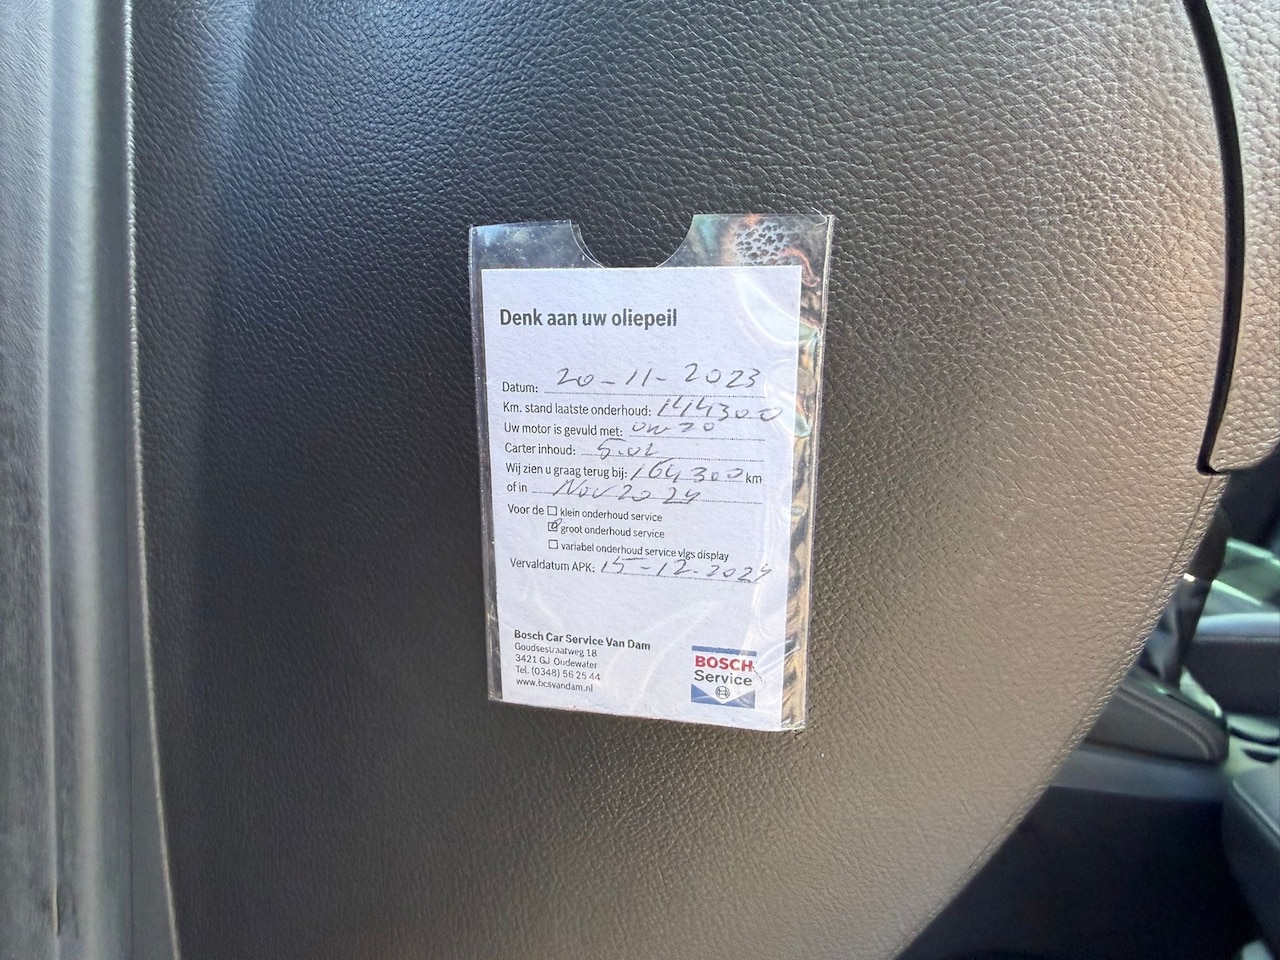 Denk aan uw oliepeil
Datum: 20-11-2023
Km. stand laatste onderhoud: 144300
Uw motor is gevuld met: 0W20
Carter inhoud: 5.0L
Wij zien u graag terug bij: 164300 km
of in Nov 2024
Voor de klein onderhoud service
groot onderhoud service
variabel onderhoud service vlgs display
Vervaldatum APK: 15-12-2024
Bosch Car Service Van Dam
Goudsestraatweg 18
3421 GJ Oudewater
Tel. (0348) 56 25 44
www.bcsvandam.nl
BOSCH
Service